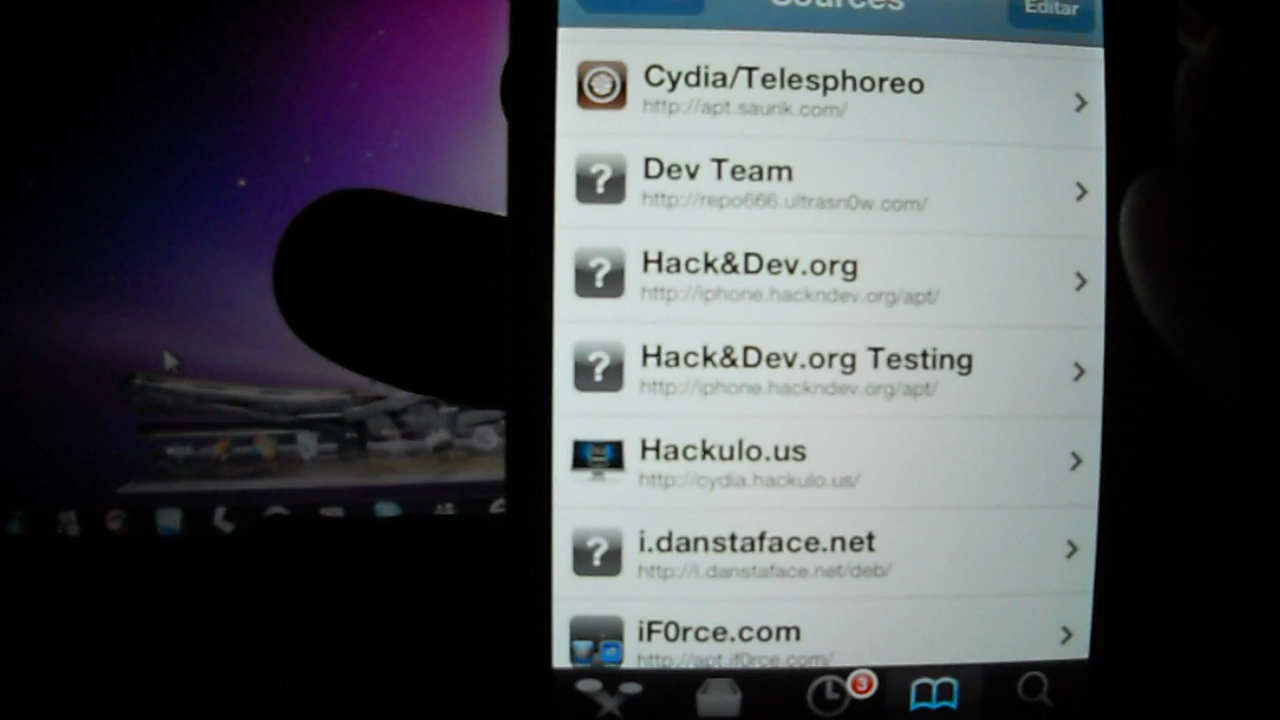 Sources
Editar
Cydia/Telesphoreo
http://apt.saurik.com/
Dev Team
http://repo666.ultrasn0w.com/
Hack&Dev.org
http://iphone.hackndev.org/apt/
Hack&Dev.org Testing
http://iphone.hackndev.org/apt/
Hackulo.us
http://cydia.hackulo.us/
i.danstaface.net
http://i.danstaface.net/deb/
iF0rce.com
http://apt.if0rce.com/
3